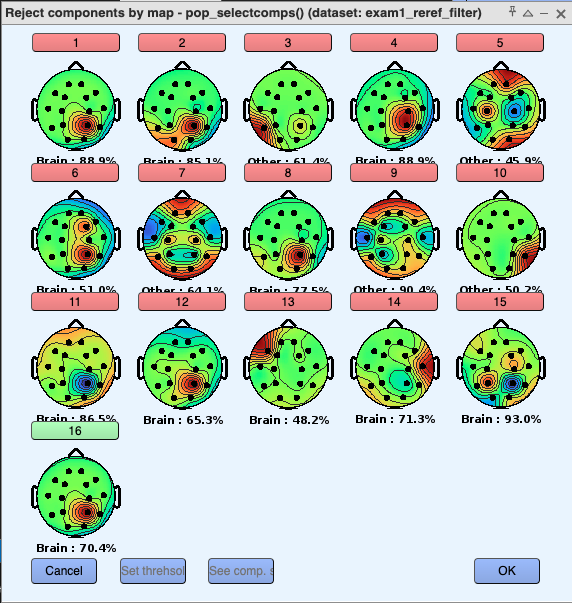 Reject components by map - pop_selectcomps() (dataset: exam1_reref_filter)
1 2 3 4 5
Brain : 88.9% Brain : 85.1% Other : 61.4% Brain : 88.9% Other : 45.9%
6 7 8 9 10
Brain : 51.0% Other : 64.1% Brain : 77.5% Other : 90.4% Other : 50.2%
11 12 13 14 15
Brain : 86.5% Brain : 65.3% Brain : 48.2% Brain : 71.3% Brain : 93.0%
16
Brain : 70.4%
Cancel Set threhsol See comp. s OK